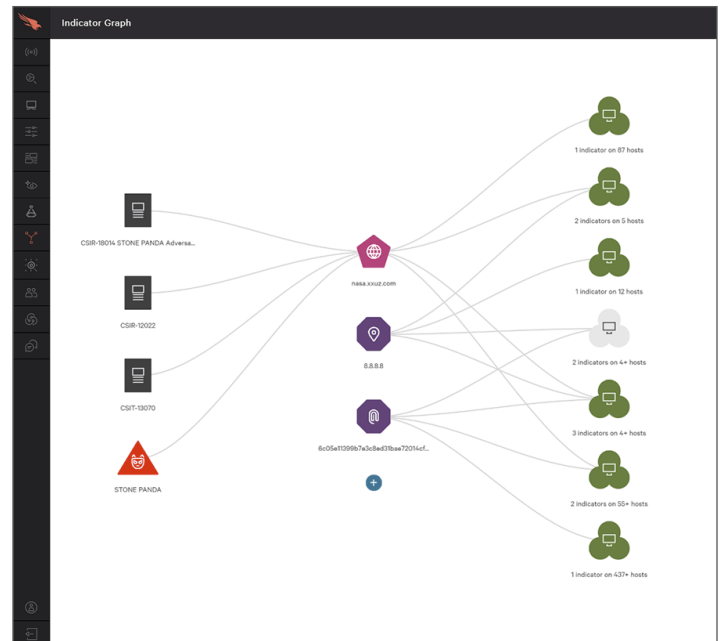 Indicator Graph
1 indicator on 87 hosts
CSIR-18014 STONE PANDA Adversa...
2 indicators on 5 hosts
nasa.xxuz.com
1 indicator on 12 hosts
CSIR-12022
8.8.8.8
2 indicators on 4+ hosts
CSIT-13070
3 indicators on 4+ hosts
6c05e11399b7e3c8ed31bae72014cf...
STONE PANDA
2 indicators on 55+ hosts
1 indicator on 437+ hosts